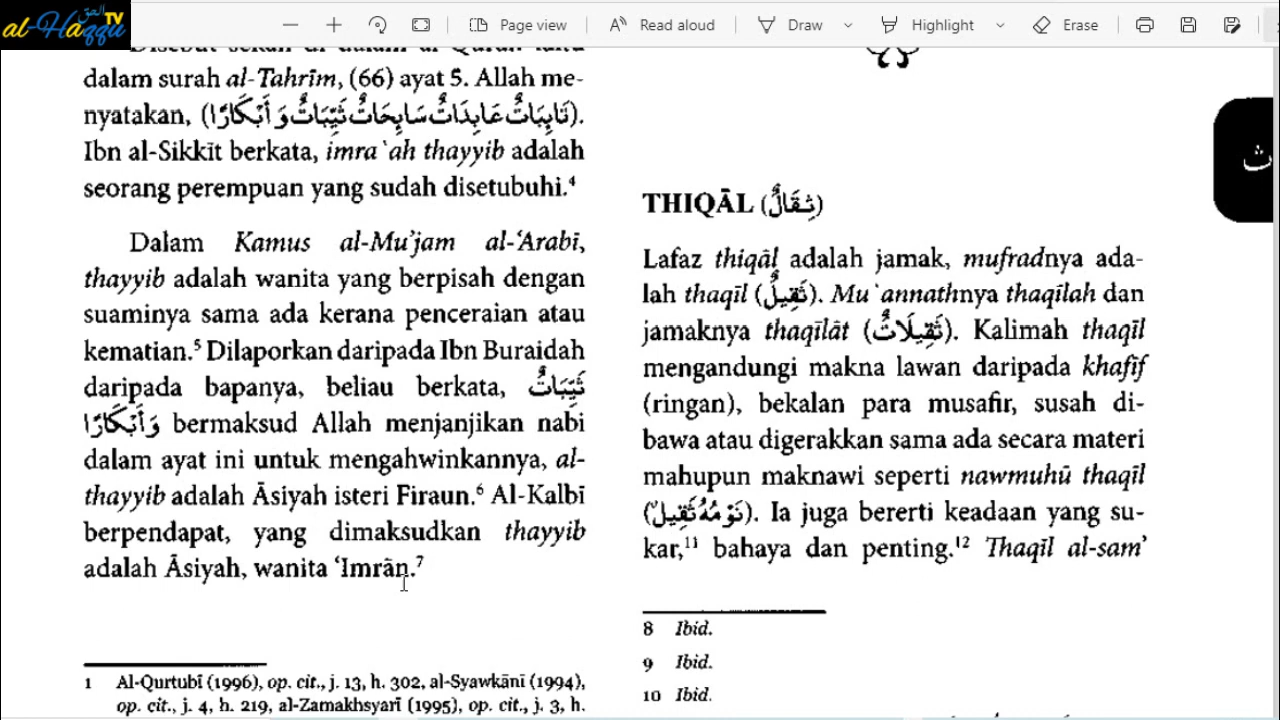 الحق
al-Haqqu TV
Page view
Read aloud
Draw
Highlight
Erase
dalam surah al-Tahrīm, (66) ayat 5. Allah me-
nyatakan, (تَايِبَاتٌ عَابِدَاتٌ سَايِحَاتٌ ثَيِّبَاتٌ وَ أَبْكَارًا).
Ibn al-Sikkīt berkata, imra`ah thayyib adalah
seorang perempuan yang sudah disetubuhi.⁴
Dalam Kamus al-Mu'jam al-‘Arabī,
thayyib adalah wanita yang berpisah dengan
suaminya sama ada kerana penceraian atau
kematian.⁵ Dilaporkan daripada Ibn Buraidah
daripada bapanya, beliau berkata, ثَيِّبَاتٌ
وَأَبْكَارًا bermaksud Allah menjanjikan nabi
dalam ayat ini untuk mengahwinkannya, al-
thayyib adalah Āsiyah isteri Firaun.⁶ Al-Kalbī
berpendapat, yang dimaksudkan thayyib
adalah Āsiyah, wanita ‘Imrān.⁷
1 Al-Qurtubī (1996), op. cit., j. 13, h. 302, al-Syawkānī (1994),
op. cit., j. 4, h. 219, al-Zamakhsyarī (1995), op. cit., j. 3, h.
ث
THIQĀL (ثِقَالٌ)
Lafaz thiqāl adalah jamak, mufradnya ada-
lah thaqīl (ثَقِيلٌ). Mu`annathnya thaqīlah dan
jamaknya thaqīlāt (ثَقِيلَاتٌ). Kalimah thaqīl
mengandungi makna lawan daripada khafīf
(ringan), bekalan para musafir, susah di-
bawa atau digerakkan sama ada secara materi
mahupun maknawi seperti nawmuhū thaqīl
(نَوْمُهُ ثَقِيلٌ). Ia juga bererti keadaan yang su-
kar,¹¹ bahaya dan penting.¹² Thaqīl al-sam’
8 Ibid.
9 Ibid.
10 Ibid.